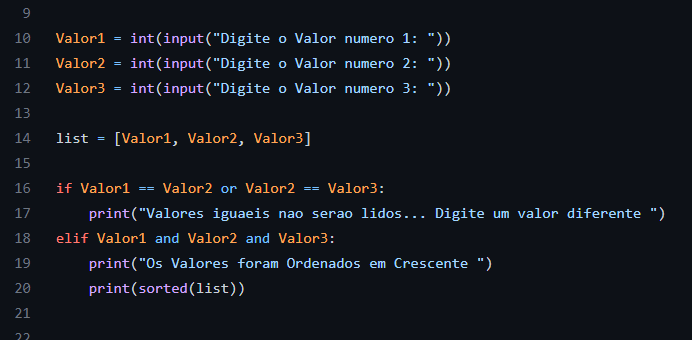 9
10 Valor1 = int(input("Digite o Valor numero 1: "))
11 Valor2 = int(input("Digite o Valor numero 2: "))
12 Valor3 = int(input("Digite o Valor numero 3: "))
13
14 list = [Valor1, Valor2, Valor3]
15
16 if Valor1 == Valor2 or Valor2 == Valor3:
17     print("Valores iguaeis nao serao lidos... Digite um valor diferente ")
18 elif Valor1 and Valor2 and Valor3:
19     print("Os Valores foram Ordenados em Crescente ")
20     print(sorted(list))
21
22